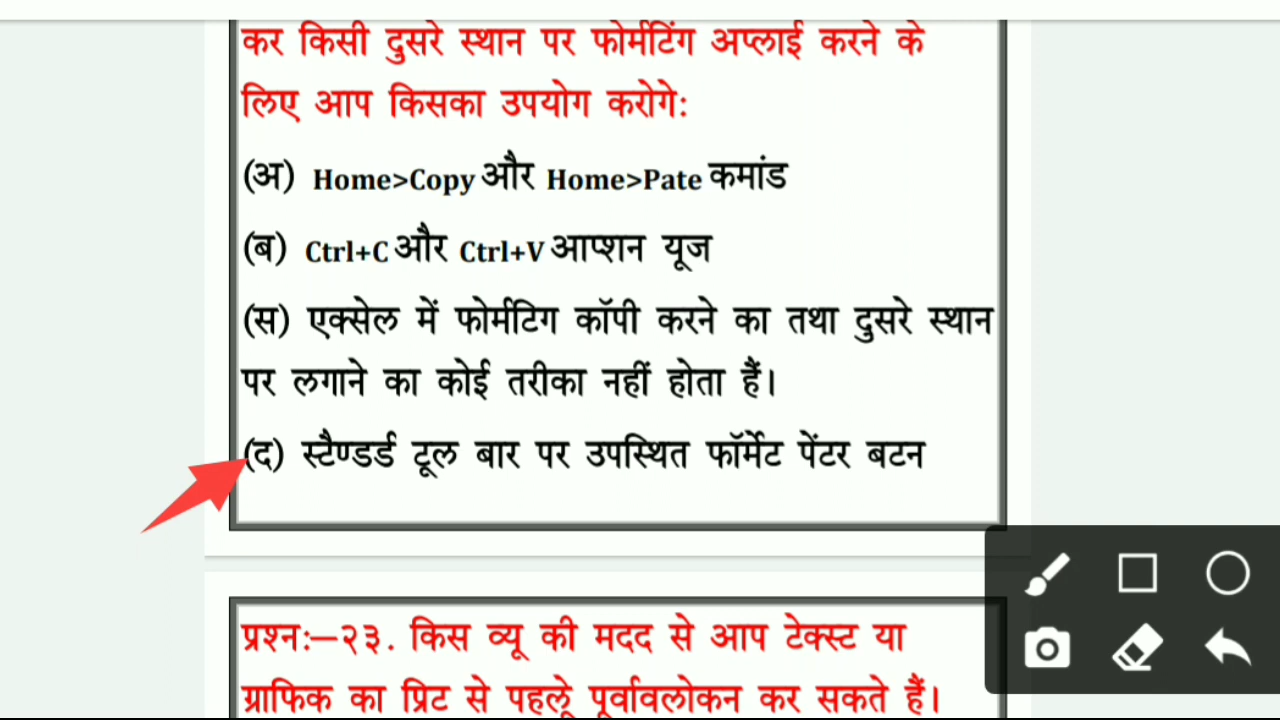 कर किसी दुसरे स्थान पर फोर्मटिंग अप्लाई करने के
लिए आप किसका उपयोग करोगे:
(अ) Home>Copy और Home>Pate कमांड
(ब) Ctrl+C और Ctrl+V आप्शन यूज
(स) एक्सेल में फोर्मटिग कॉपी करने का तथा दुसरे स्थान
पर लगाने का कोई तरीका नहीं होता हैं।
(द) स्टैण्डर्ड टूल बार पर उपस्थित फॉर्मेट पेंटर बटन
प्रश्न:–२३. किस व्यू की मदद से आप टेक्स्ट या
ग्राफिक का प्रिट से पहले पूर्वावलोकन कर सकते हैं।